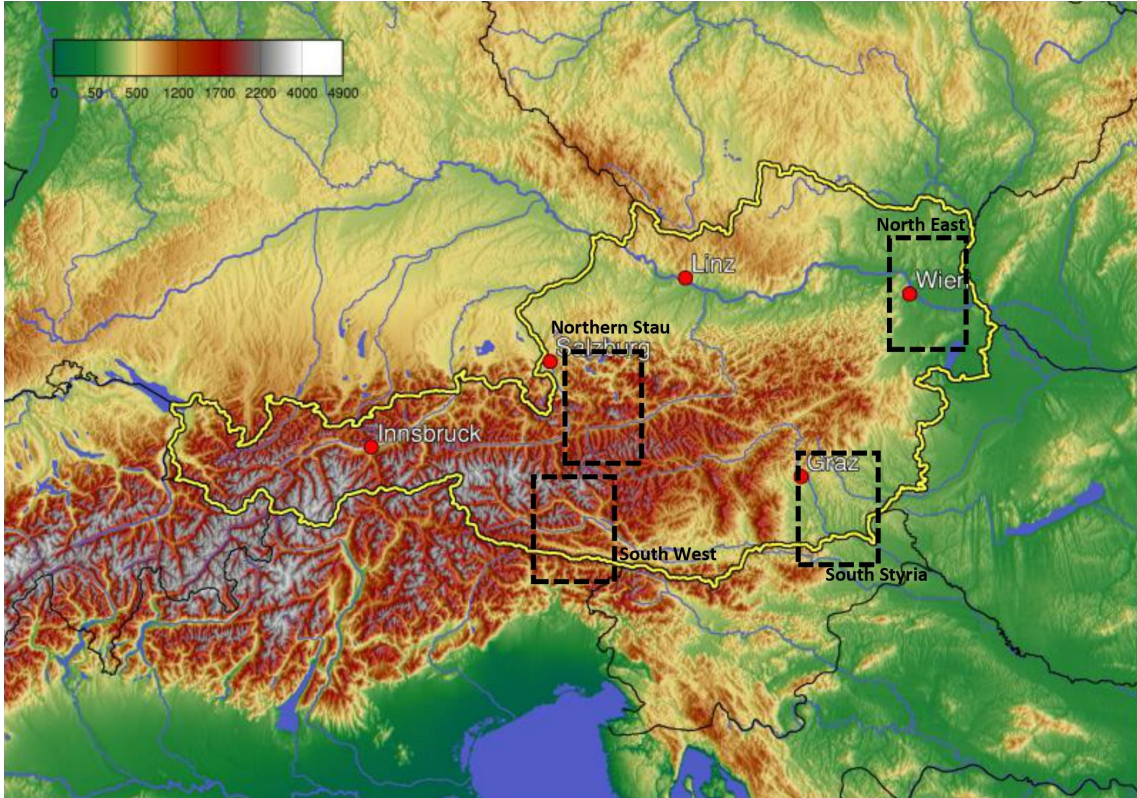 0 50 500 1200 1700 2200 4000 4900
North East
Linz
Wien
Northern Stau
Salzburg
Innsbruck
Graz
South West
South Styria